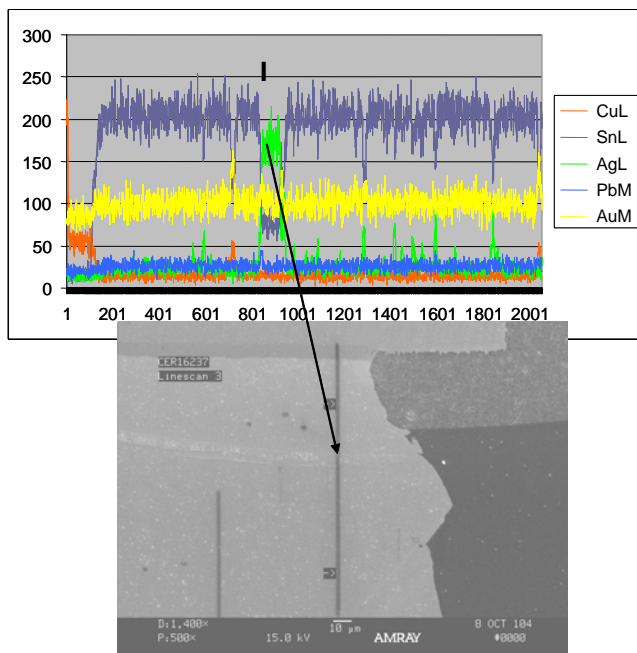 300
250
200
150
100
50
0
1 201 401 601 801 1001 1201 1401 1601 1801 2001
CuL
SnL
AgL
PbM
AuM
CER16237
Linescan 3
D:1,400× 10 µm 8 OCT 104
P:500× 15.0 kV AMRAY #0000